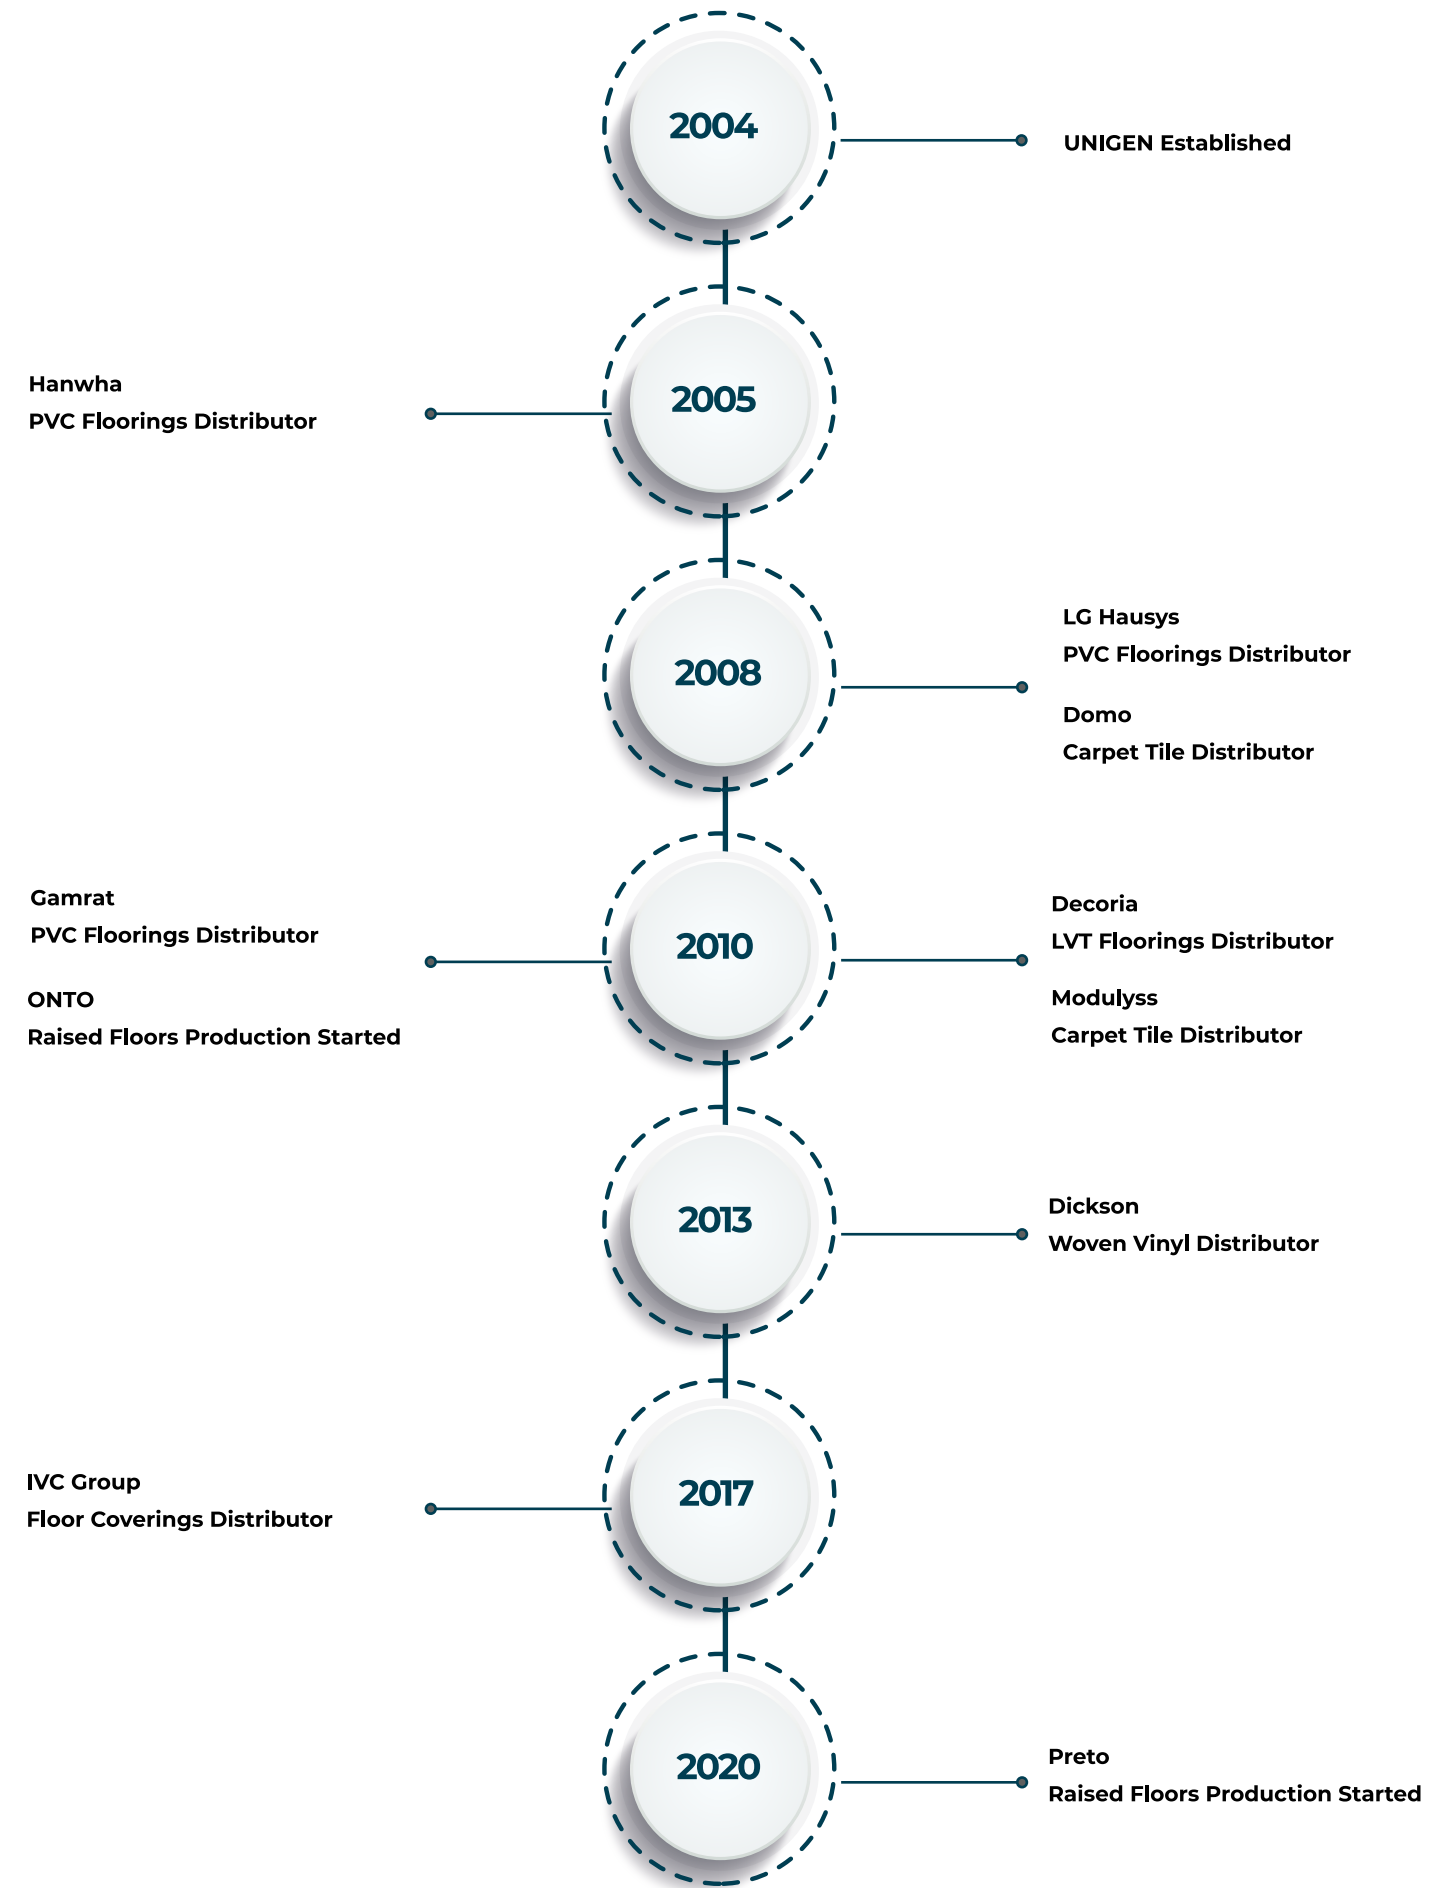 2004
UNIGEN Established
2005
Hanwha
PVC Floorings Distributor
2008
LG Hausys
PVC Floorings Distributor
Domo
Carpet Tile Distributor
2010
Gamrat
PVC Floorings Distributor
ONTO
Raised Floors Production Started
Decoria
LVT Floorings Distributor
Modulyss
Carpet Tile Distributor
2013
Dickson
Woven Vinyl Distributor
2017
IVC Group
Floor Coverings Distributor
2020
Preto
Raised Floors Production Started